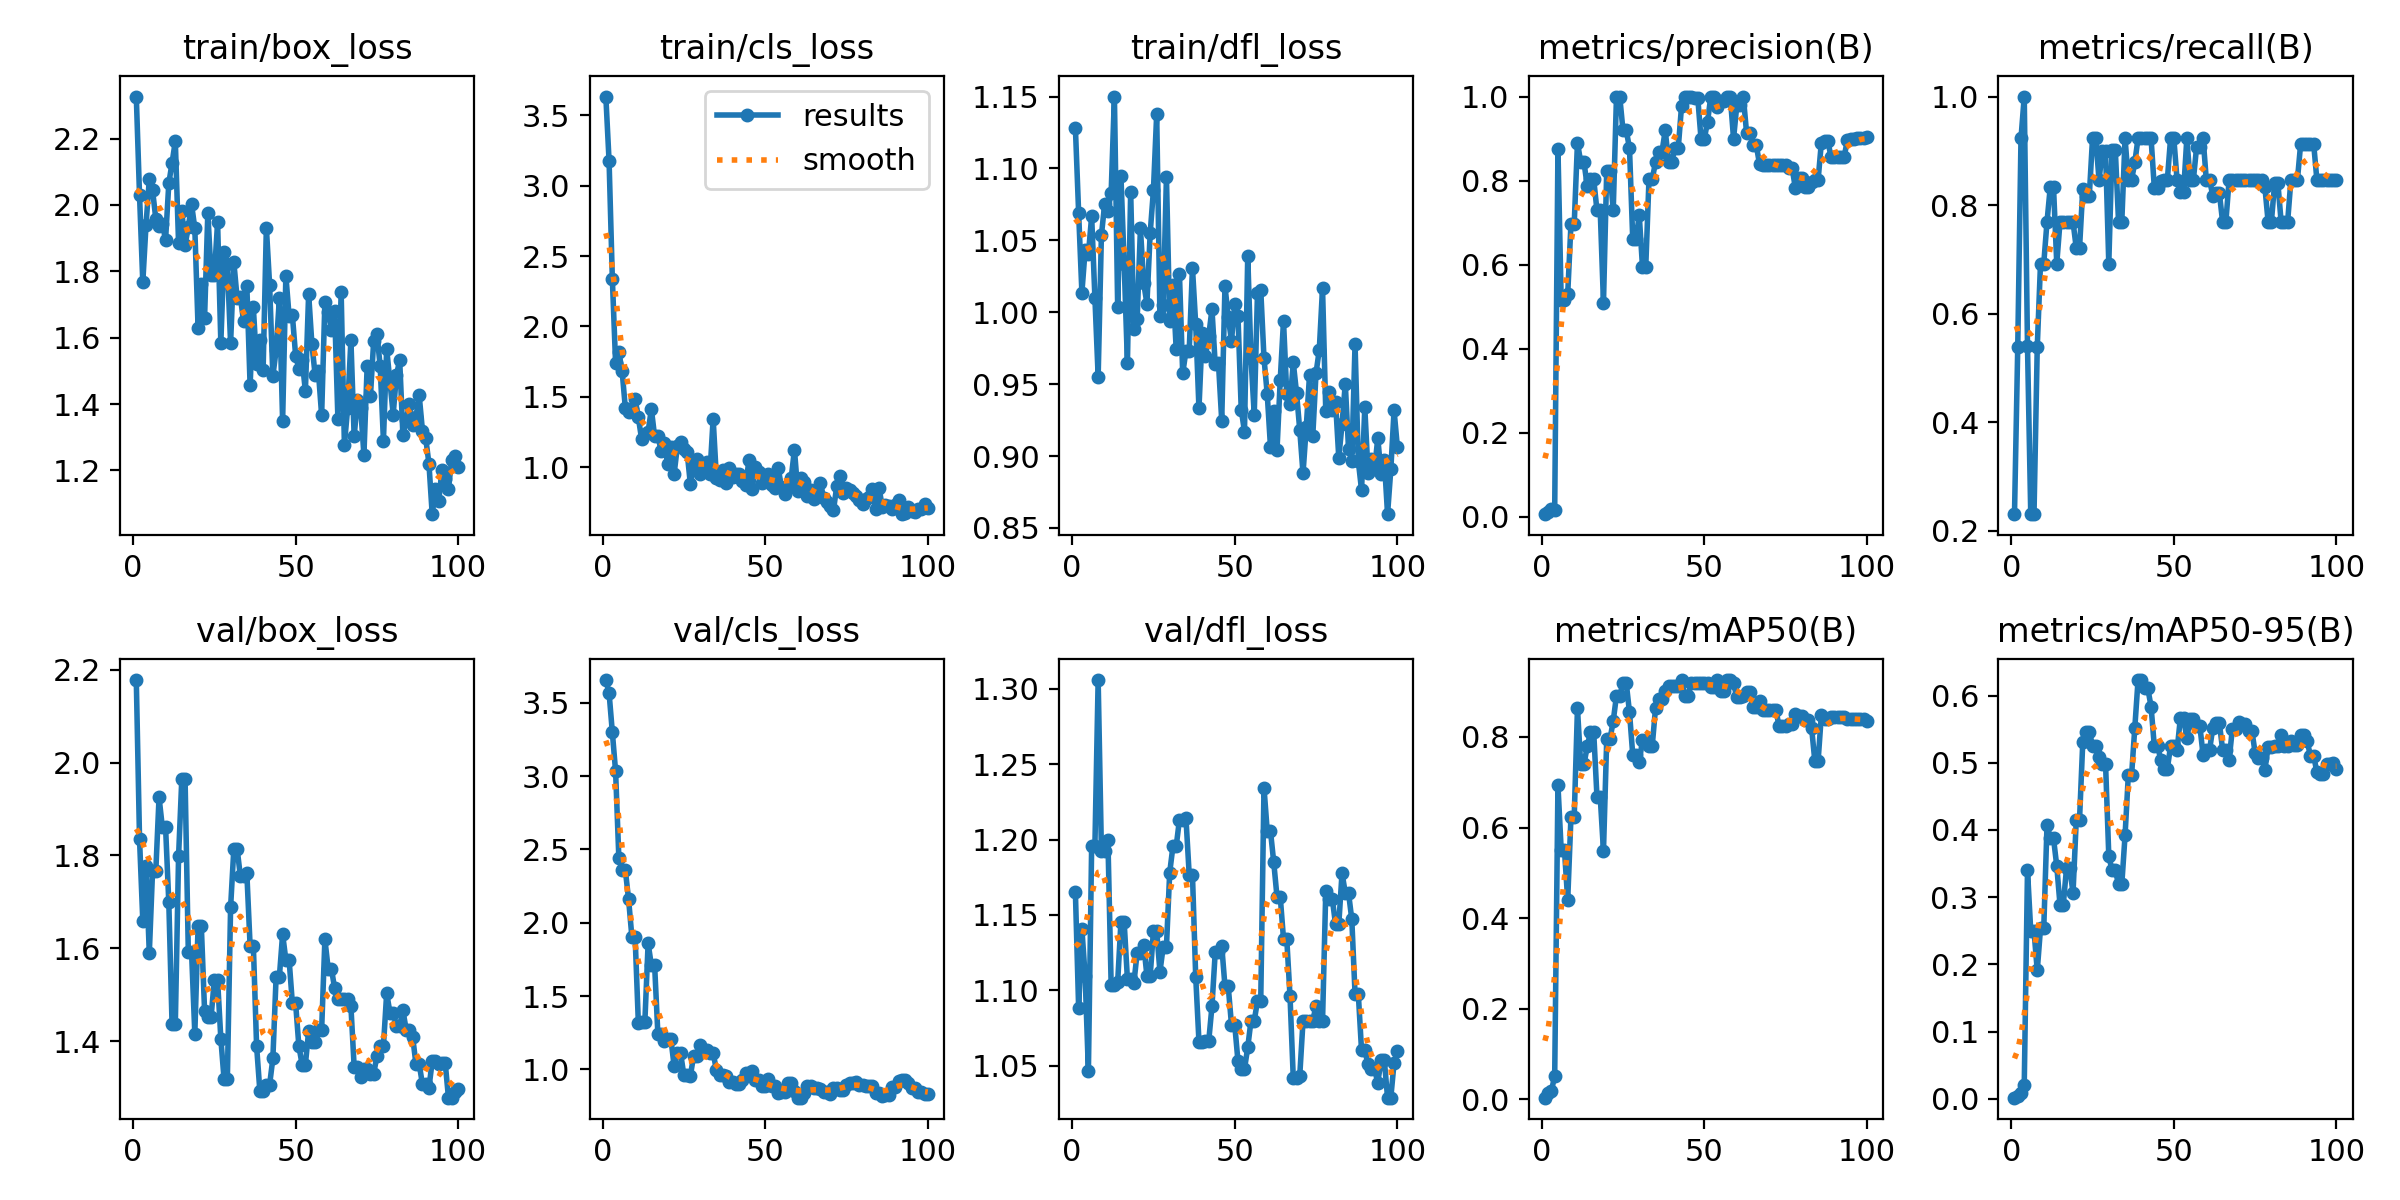 train/box_loss
2.2
2.0
1.8
1.6
1.4
1.2
0 50 100
train/cls_loss
results
smooth
3.5
3.0
2.5
2.0
1.5
1.0
0 50 100
train/dfl_loss
1.15
1.10
1.05
1.00
0.95
0.90
0.85
0 50 100
metrics/precision(B)
1.0
0.8
0.6
0.4
0.2
0.0
0 50 100
metrics/recall(B)
1.0
0.8
0.6
0.4
0.2
0 50 100
val/box_loss
2.2
2.0
1.8
1.6
1.4
0 50 100
val/cls_loss
3.5
3.0
2.5
2.0
1.5
1.0
0 50 100
val/dfl_loss
1.30
1.25
1.20
1.15
1.10
1.05
0 50 100
metrics/mAP50(B)
0.8
0.6
0.4
0.2
0.0
0 50 100
metrics/mAP50-95(B)
0.6
0.5
0.4
0.3
0.2
0.1
0.0
0 50 100